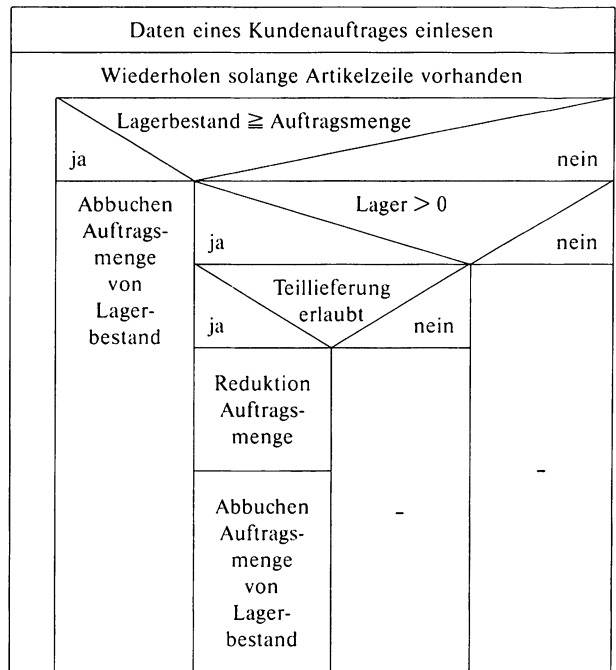 Daten eines Kundenauftrages einlesen
Wiederholen solange Artikelzeile vorhanden
Lagerbestand ≧ Auftragsmenge
ja
nein
Abbuchen
Auftrags-
menge
von
Lager-
bestand
Lager > 0
ja
nein
Teillieferung
erlaubt
ja
nein
Reduktion
Auftrags-
menge
Abbuchen
Auftrags-
menge
von
Lager-
bestand
-
-